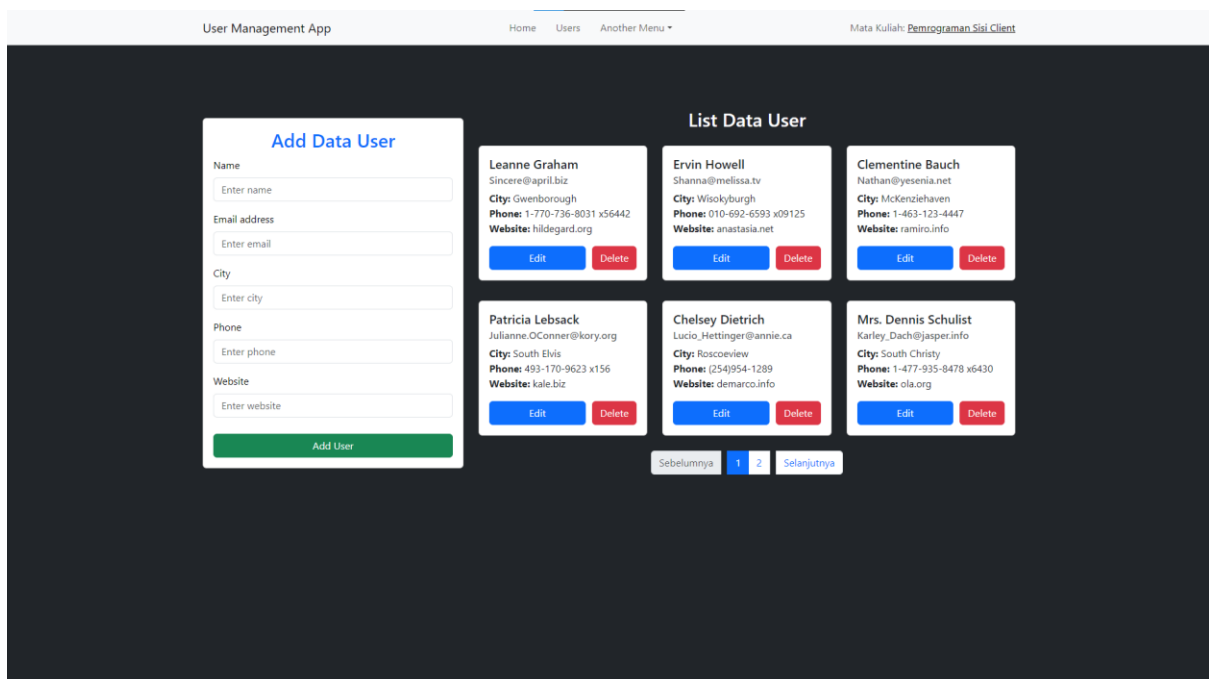 User Management App
Home Users Another Menu
Mata Kuliah: Pemrograman Sisi Client
Add Data User
Name
Enter name
Email address
Enter email
City
Enter city
Phone
Enter phone
Website
Enter website
Add User
List Data User
Leanne Graham
Sincere@april.biz
City: Gwenborough
Phone: 1-770-736-8031 x56442
Website: hildegard.org
Edit Delete
Ervin Howell
Shanna@melissa.tv
City: Wisokyburgh
Phone: 010-692-6593 x09125
Website: anastasia.net
Edit Delete
Clementine Bauch
Nathan@yesenia.net
City: McKenziehaven
Phone: 1-463-123-4447
Website: ramiro.info
Edit Delete
Patricia Lebsack
Julianne.OConner@kory.org
City: South Elvis
Phone: 493-170-9623 x156
Website: kale.biz
Edit Delete
Chelsey Dietrich
Lucio_Hettinger@annie.ca
City: Roscoeview
Phone: (254)954-1289
Website: demarco.info
Edit Delete
Mrs. Dennis Schulist
Karley_Dach@jasper.info
City: South Christy
Phone: 1-477-935-8478 x6430
Website: ola.org
Edit Delete
Sebelumnya 1 2 Selanjutnya